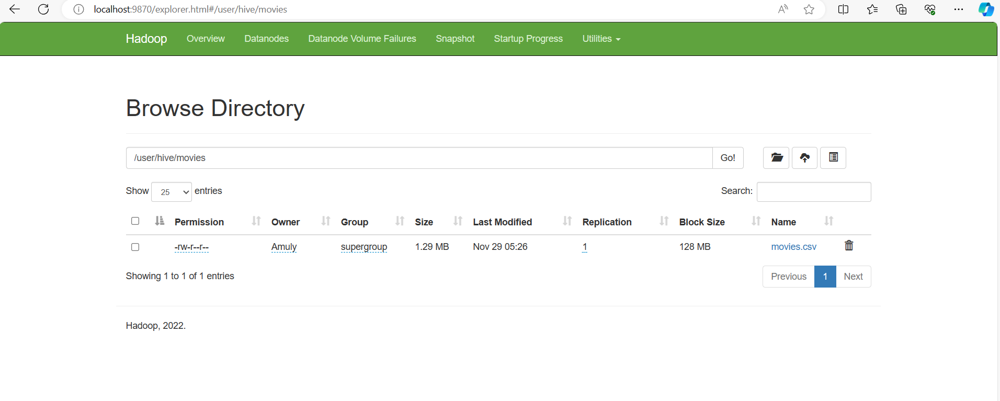 localhost:9870/explorer.html#/user/hive/movies
Hadoop Overview Datanodes Datanode Volume Failures Snapshot Startup Progress Utilities
Browse Directory
/user/hive/movies Go!
Show 25 entries Search:
Permission Owner Group Size Last Modified Replication Block Size Name
-rw-r--r-- Amuly supergroup 1.29 MB Nov 29 05:26 1 128 MB movies.csv
Showing 1 to 1 of 1 entries Previous 1 Next
Hadoop, 2022.